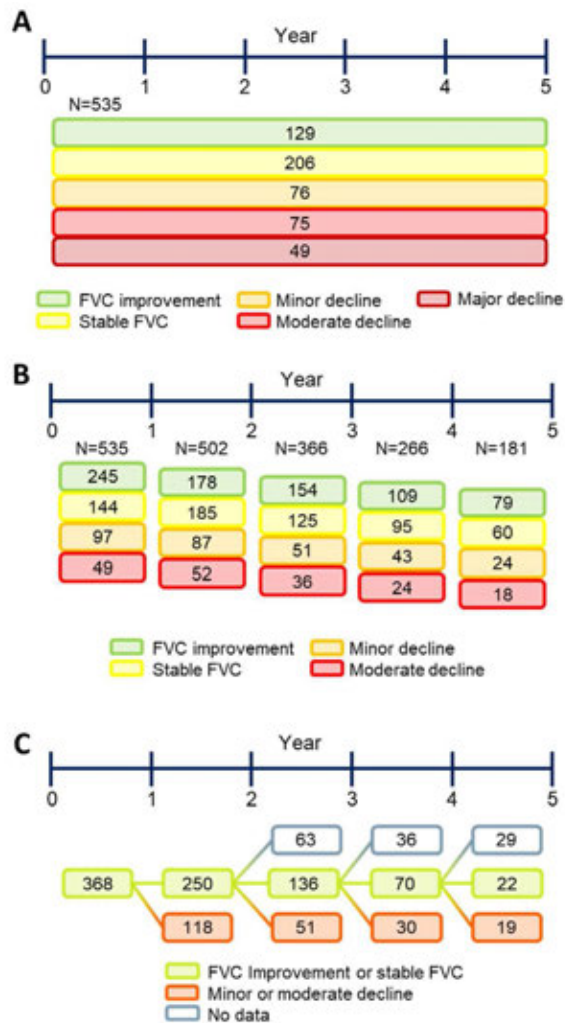 A
Year
0 1 2 3 4 5
N=535
129
206
76
75
49
FVC improvement Minor decline Major decline
Stable FVC Moderate decline
B
Year
0 1 2 3 4 5
N=535 N=502 N=366 N=266 N=181
245 178 154 109 79
144 185 125 95 60
97 87 51 43 24
49 52 36 24 18
FVC improvement Minor decline
Stable FVC Moderate decline
C
Year
0 1 2 3 4 5
63 36 29
368 250 136 70 22
118 51 30 19
FVC Improvement or stable FVC
Minor or moderate decline
No data